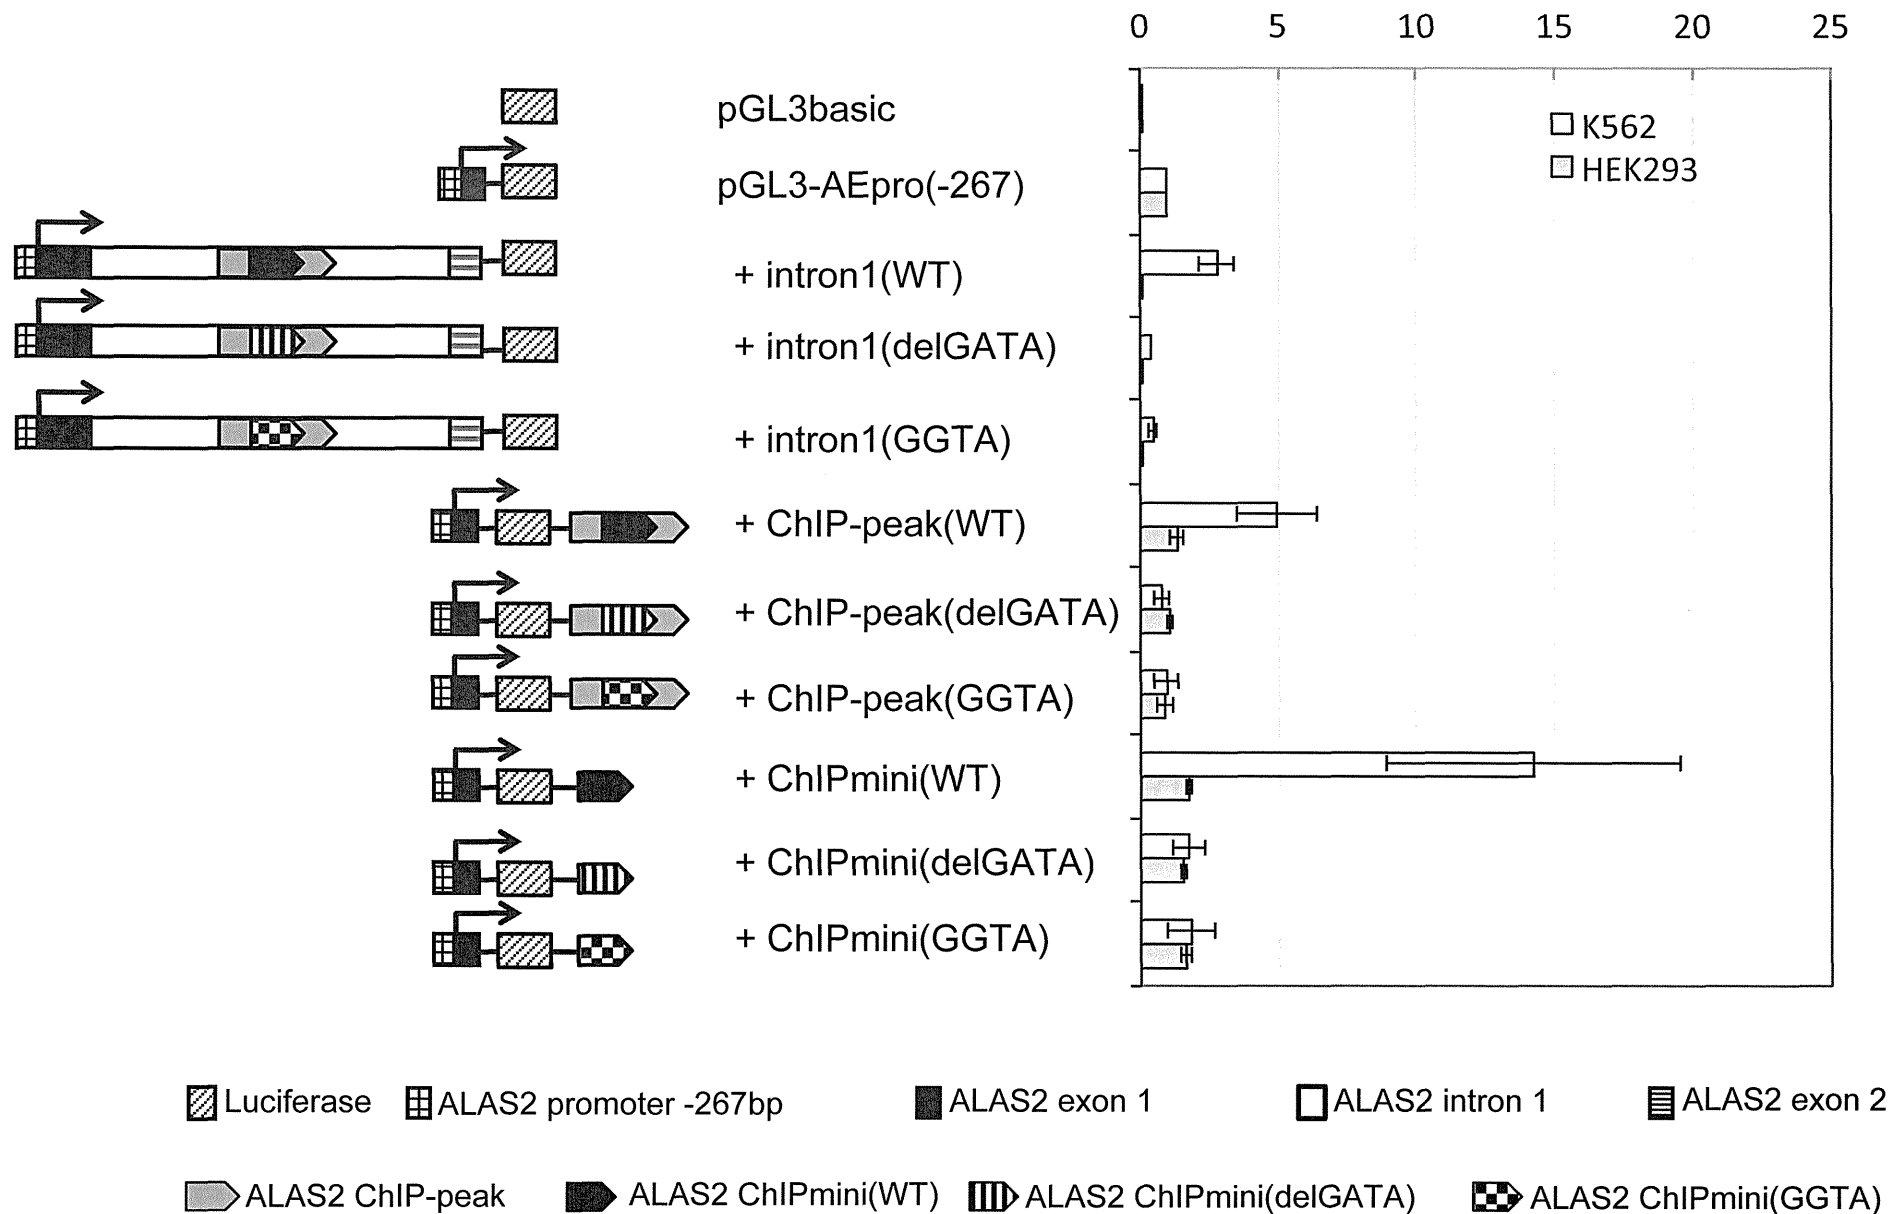 0 5 10 15 20 25
pGL3basic
K562
HEK293
pGL3-AEpro(-267)
+ intron1(WT)
+ intron1(delGATA)
+ intron1(GGTA)
+ ChIP-peak(WT)
+ ChIP-peak(delGATA)
+ ChIP-peak(GGTA)
+ ChIPmini(WT)
+ ChIPmini(delGATA)
+ ChIPmini(GGTA)
Luciferase ALAS2 promoter -267bp ALAS2 exon 1 ALAS2 intron 1 ALAS2 exon 2
ALAS2 ChIP-peak ALAS2 ChIPmini(WT) ALAS2 ChIPmini(delGATA) ALAS2 ChIPmini(GGTA)